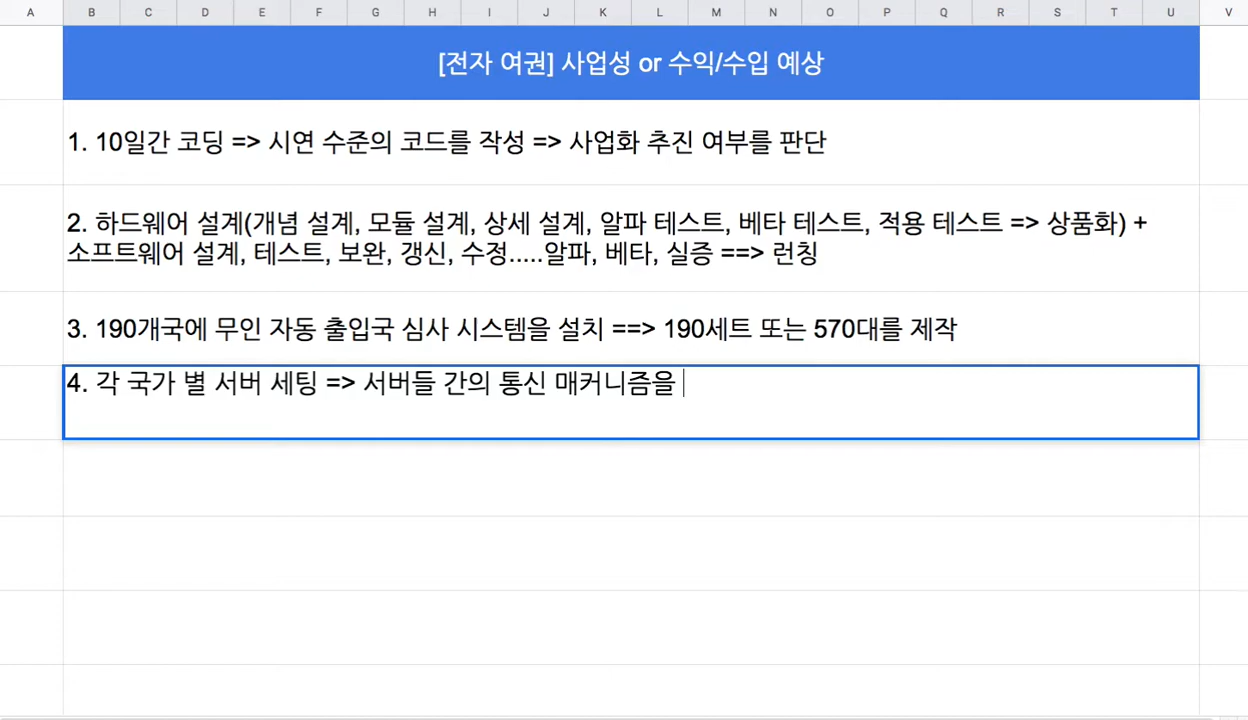 A B C D E F G H I J K L M N O P Q R S T U V
[전자 여권] 사업성 or 수익/수입 예상
1. 10일간 코딩 => 시연 수준의 코드를 작성 => 사업화 추진 여부를 판단
2. 하드웨어 설계(개념 설계, 모듈 설계, 상세 설계, 알파 테스트, 베타 테스트, 적용 테스트 => 상품화) +
소프트웨어 설계, 테스트, 보완, 갱신, 수정.....알파, 베타, 실증 ==> 런칭
3. 190개국에 무인 자동 출입국 심사 시스템을 설치 ==> 190세트 또는 570대를 제작
4. 각 국가 별 서버 세팅 => 서버들 간의 통신 매커니즘을